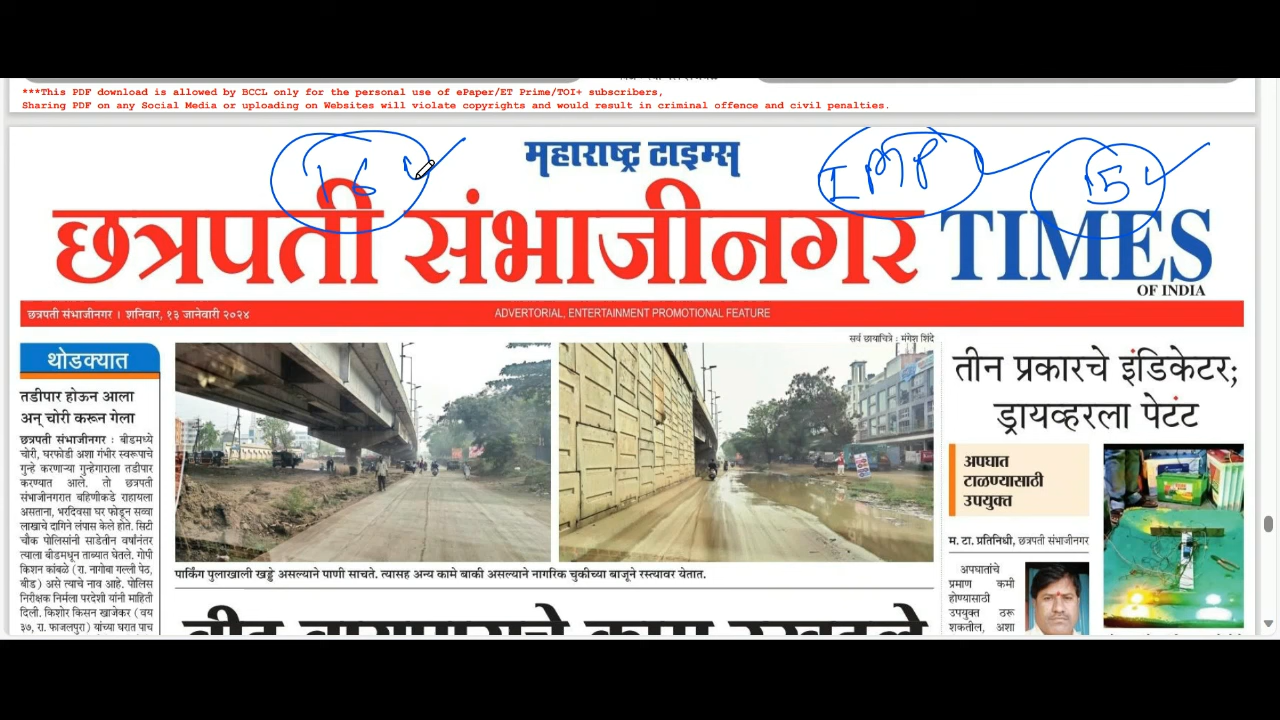 ***This PDF download is allowed by BCCL only for the personal use of ePaper/ET Prime/TOI+ subscribers,
Sharing PDF on any Social Media or uploading on Websites will violate copyrights and would result in criminal offence and civil penalties.
16
महाराष्ट्र टाइम्स
IMP
15
छत्रपती संभाजीनगर TIMES
OF INDIA
छत्रपती संभाजीनगर । शनिवार, १३ जानेवारी २०२४
ADVERTORIAL, ENTERTAINMENT PROMOTIONAL FEATURE
थोडक्यात
तडीपार होऊन आला
अन् चोरी करून गेला
छत्रपती संभाजीनगर : बीडमध्ये
चोरी, घरफोडी अशा गंभीर स्वरूपाचे
गुन्हे करणाऱ्या गुन्हेगाराला तडीपार
करण्यात आले. तो छत्रपती
संभाजीनगरात बहिणीकडे राहायला
असताना, भरदिवसा घर फोडून सव्वा
लाखाचे दागिने लंपास केले होते. सिटी
चौक पोलिसांनी साडेतीन वर्षांनंतर
त्याला बीडमधून ताब्यात घेतले. गोपी
किशन कांबळे (रा. नागोबा गल्ली पेठ,
बीड) असे त्याचे नाव आहे. पोलिस
निरीक्षक निर्मला परदेशी यांनी माहिती
दिली. किशोर किसन खाजेकर (वय
३७, रा. फाजलपुरा) यांच्या घरात पाच
सर्व छायाचित्रे : मंगेश शिंदे
पार्किंग पुलाखाली खड्डे असल्याने पाणी साचते. त्यासह अन्य कामे बाकी असल्याने नागरिक चुकीच्या बाजूने रस्त्यावर येतात.
तीन प्रकारचे इंडिकेटर;
ड्रायव्हरला पेटंट
अपघात
टाळण्यासाठी
उपयुक्त
म. टा. प्रतिनिधी, छत्रपती संभाजीनगर
अपघातांचे
प्रमाण कमी
होण्यासाठी
उपयुक्त ठरू
शकतील, अशा